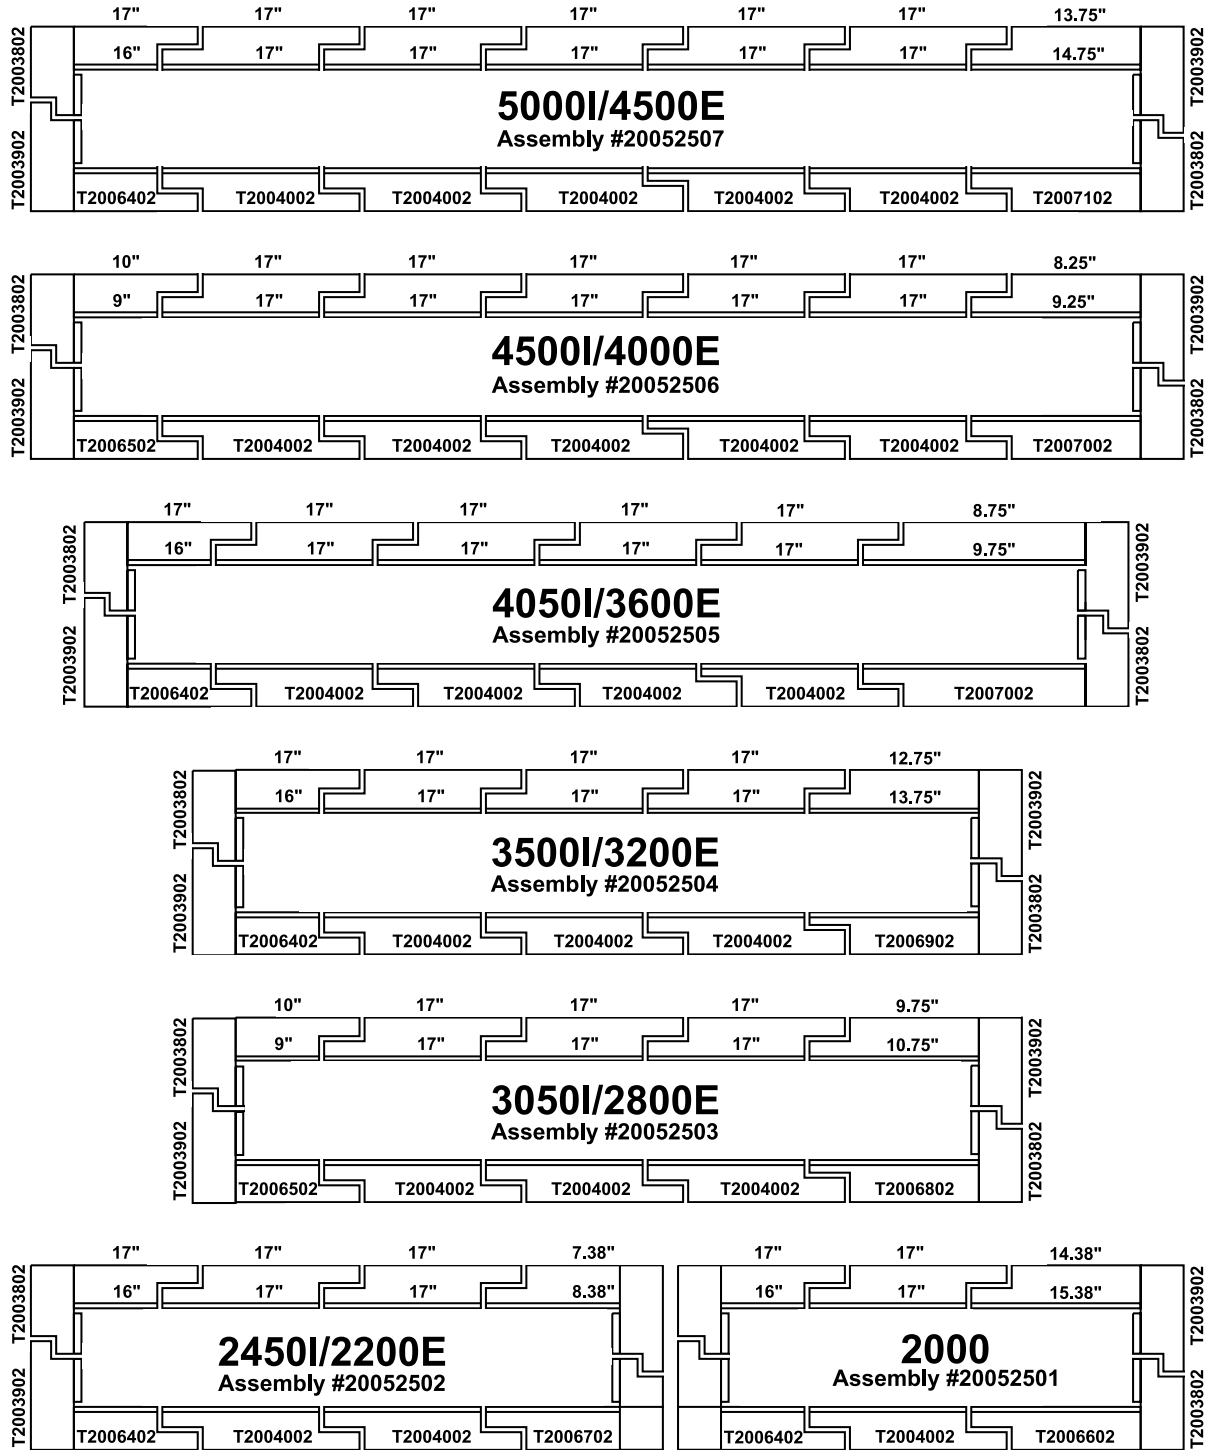 17" 17" 17" 17" 17" 17" 13.75"
16" 17" 17" 17" 17" 17" 14.75"
T2003802 T2003902
5000I/4500E
Assembly #20052507
T2003902 T2003802
T2006402 T2004002 T2004002 T2004002 T2004002 T2004002 T2007102
10" 17" 17" 17" 17" 17" 8.25"
9" 17" 17" 17" 17" 17" 9.25"
T2003802 T2003902
4500I/4000E
Assembly #20052506
T2003902 T2003802
T2006502 T2004002 T2004002 T2004002 T2004002 T2004002 T2007002
17" 17" 17" 17" 17" 8.75"
16" 17" 17" 17" 17" 9.75"
T2003802 T2003902
4050I/3600E
Assembly #20052505
T2003902 T2003802
T2006402 T2004002 T2004002 T2004002 T2004002 T2007002
17" 17" 17" 17" 12.75"
16" 17" 17" 17" 13.75"
T2003802 T2003902
3500I/3200E
Assembly #20052504
T2003902 T2003802
T2006402 T2004002 T2004002 T2004002 T2006902
10" 17" 17" 17" 9.75"
9" 17" 17" 17" 10.75"
T2003802 T2003902
3050I/2800E
Assembly #20052503
T2003902 T2003802
T2006502 T2004002 T2004002 T2004002 T2006802
17" 17" 17" 7.38"
16" 17" 17" 8.38"
T2003802
2450I/2200E
Assembly #20052502
T2003902
T2006402 T2004002 T2004002 T2006702
17" 17" 14.38"
16" 17" 15.38"
T2003902
2000
Assembly #20052501
T2003802
T2006402 T2004002 T2006602